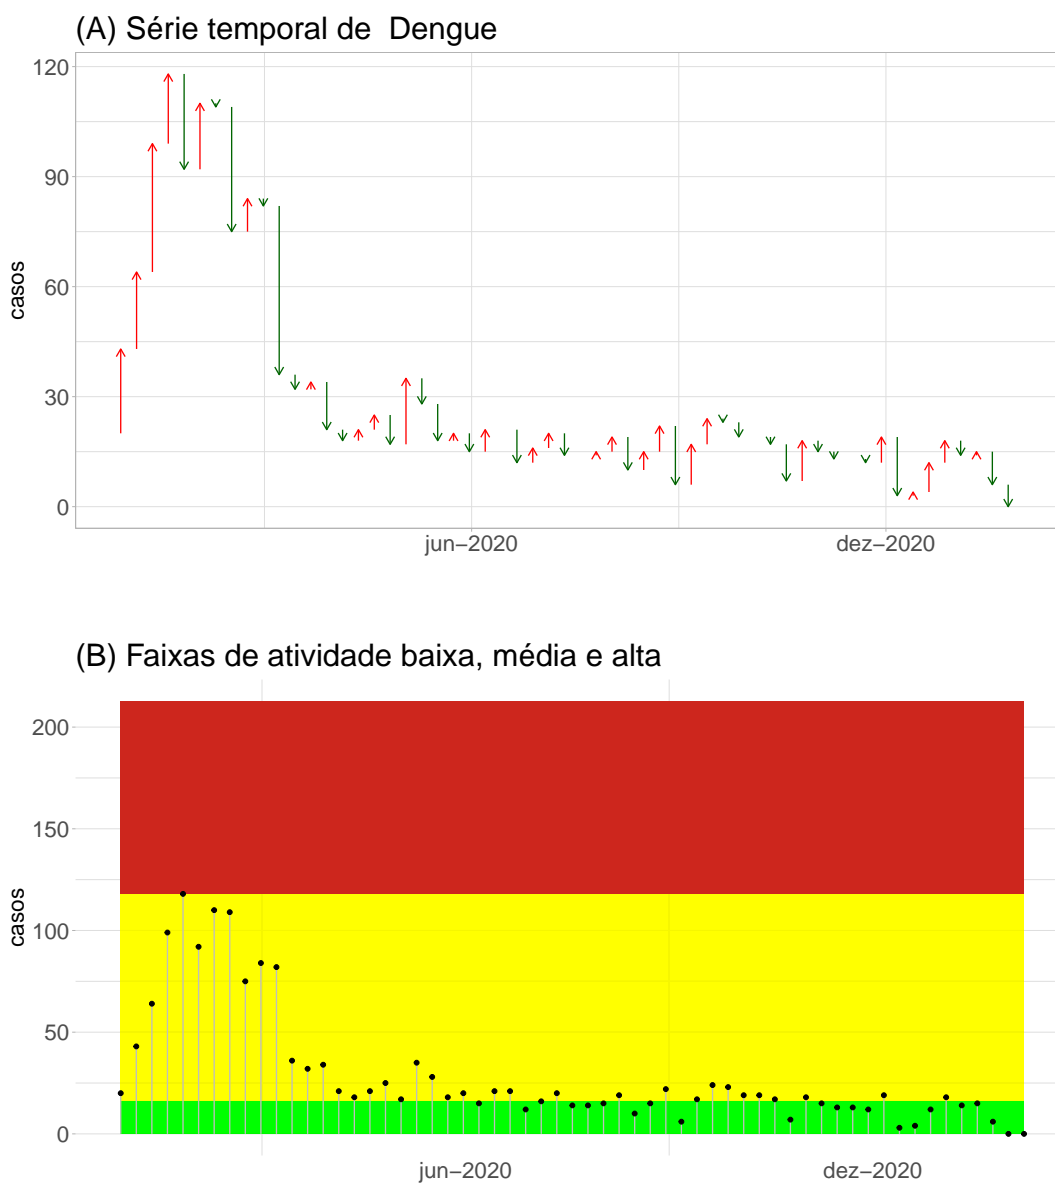 (A) Série temporal de  Dengue
120
90
60
30
0
casos
jun−2020
dez−2020
(B) Faixas de atividade baixa, média e alta
200
150
100
50
0
casos
jun−2020
dez−2020